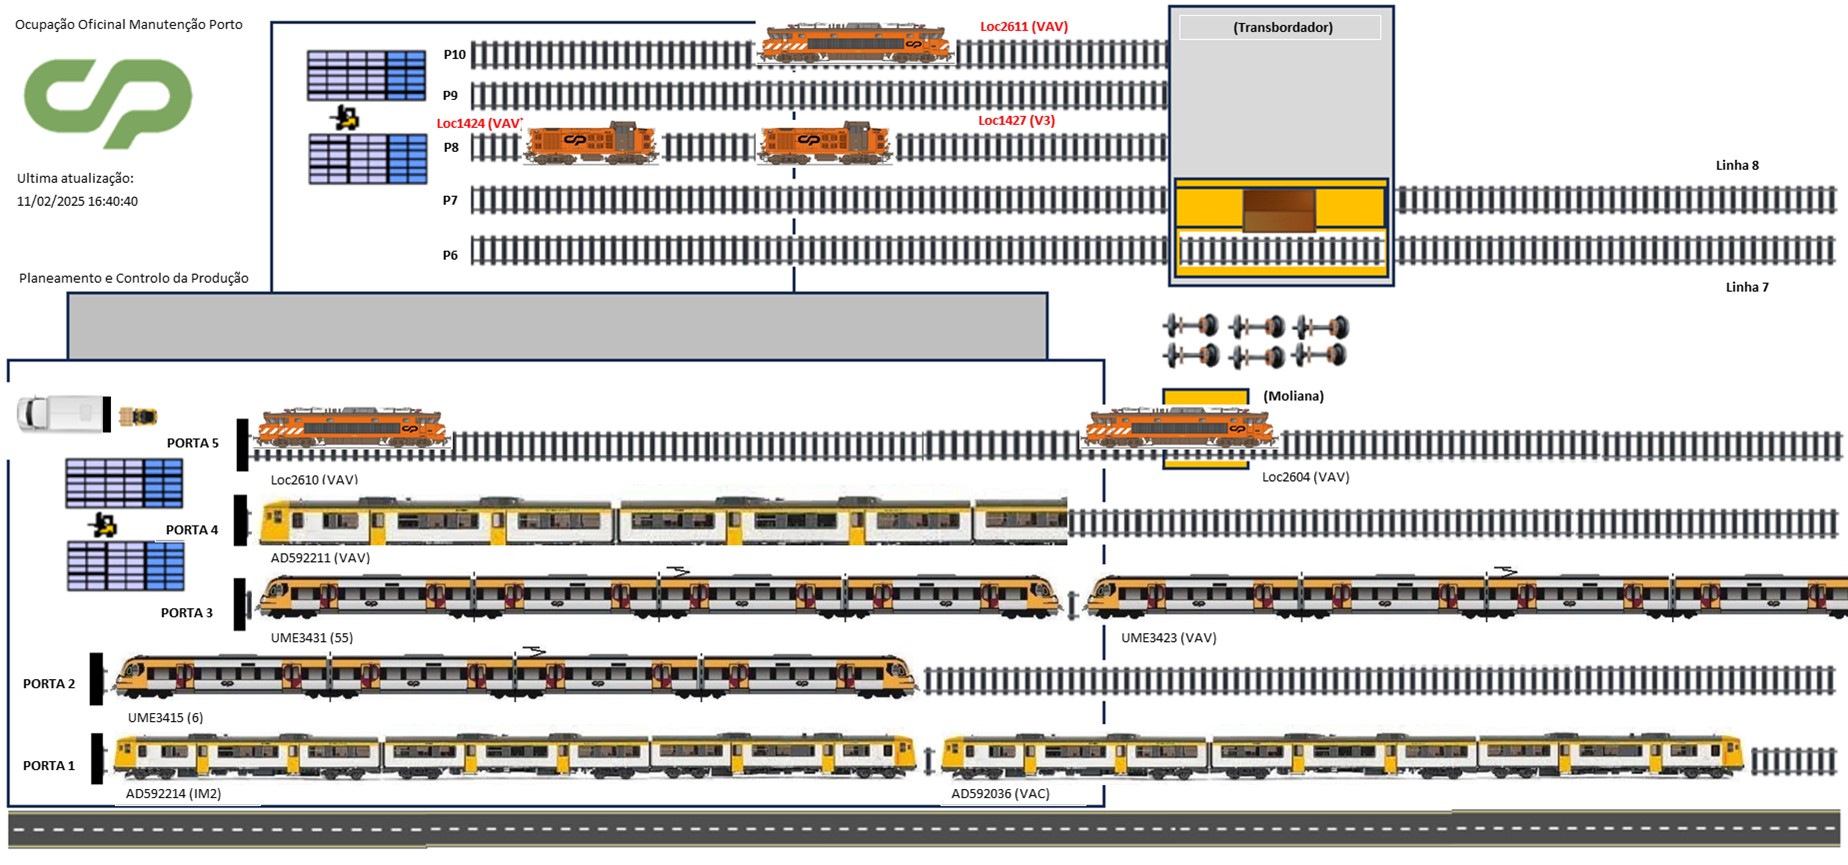 Ocupação Oficinal Manutenção Porto
Loc2611 (VAV)
(Transbordador)
P10
P9
Loc1424 (VAV)
Loc1427 (V3)
P8
Ultima atualização:
11/02/2025 16:40:40
Linha 8
P7
P6
Planeamento e Controlo da Produção
Linha 7
(Moliana)
PORTA 5
Loc2610 (VAV)
Loc2604 (VAV)
PORTA 4
AD592211 (VAV)
PORTA 3
UME3431 (55)
UME3423 (VAV)
PORTA 2
UME3415 (6)
PORTA 1
AD592214 (IM2)
AD592036 (VAC)